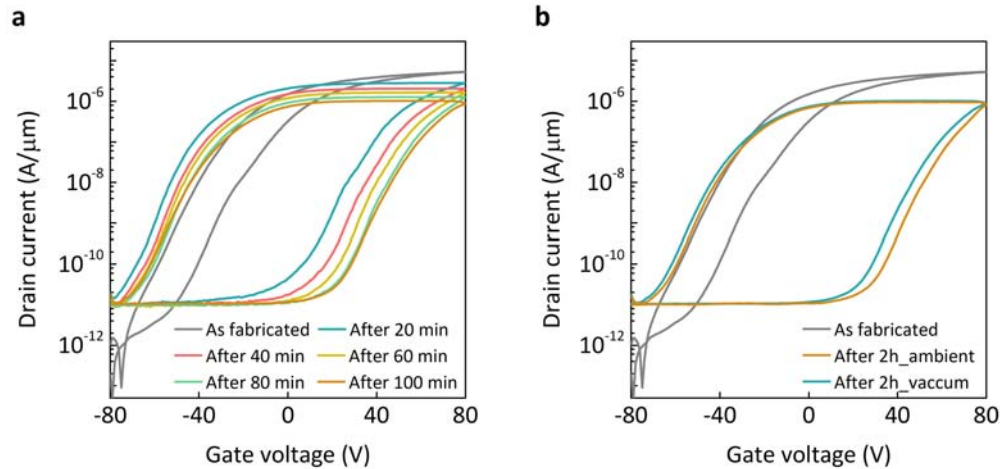 a
Drain current (A/μm)
10⁻⁶
10⁻⁸
10⁻¹⁰
10⁻¹²
As fabricated After 20 min
After 40 min After 60 min
After 80 min After 100 min
-80 -40 0 40 80
Gate voltage (V)
b
Drain current (A/μm)
10⁻⁶
10⁻⁸
10⁻¹⁰
10⁻¹²
As fabricated
After 2h_ambient
After 2h_vaccum
-80 -40 0 40 80
Gate voltage (V)